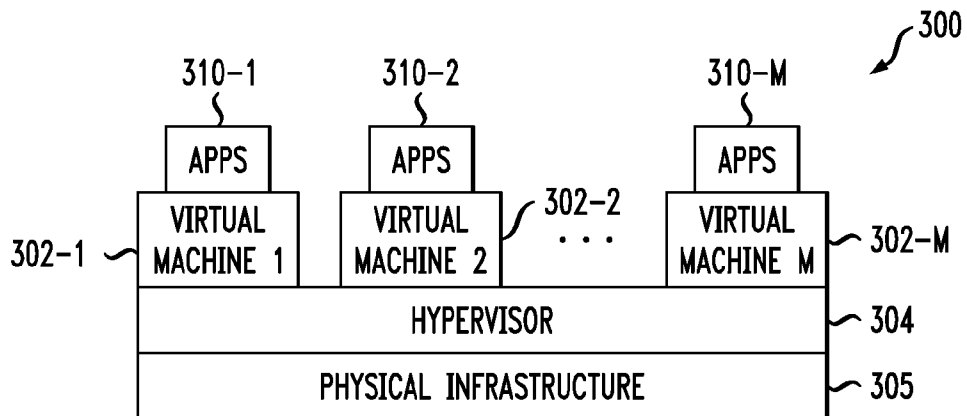 300
310-1
310-2
310-M
APPS
APPS
APPS
VIRTUAL
MACHINE 1
VIRTUAL
MACHINE 2
VIRTUAL
MACHINE M
302-1
302-2
. . .
302-M
HYPERVISOR
304
PHYSICAL INFRASTRUCTURE
305